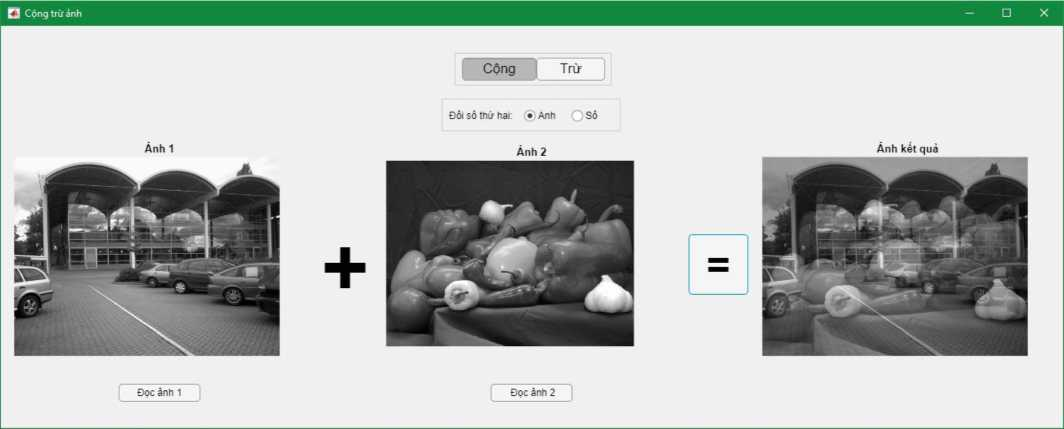 Cộng trừ ảnh
Cộng Trừ
Đối số thứ hai: Ảnh Số
Ảnh 1
Ảnh 2
Ảnh kết quả
+
=
Đọc ảnh 1
Đọc ảnh 2